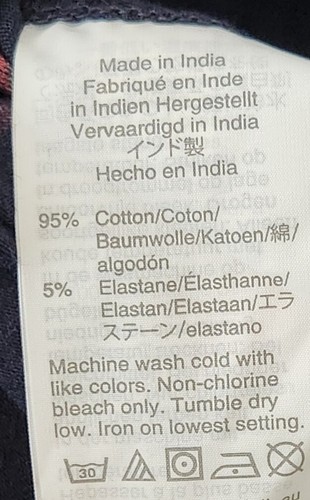 Made in India
Fabriqué en Inde
in Indien Hergestellt
Vervaardigd in India
インド製
Hecho en India
95% Cotton/Coton/
Baumwolle/Katoen/綿/
algodón
5% Elastane/Élasthanne/
Elastan/Elastaan/エラ
ステーン/elastano
Machine wash cold with
like colors. Non-chlorine
bleach only. Tumble dry
low. Iron on lowest setting.
30